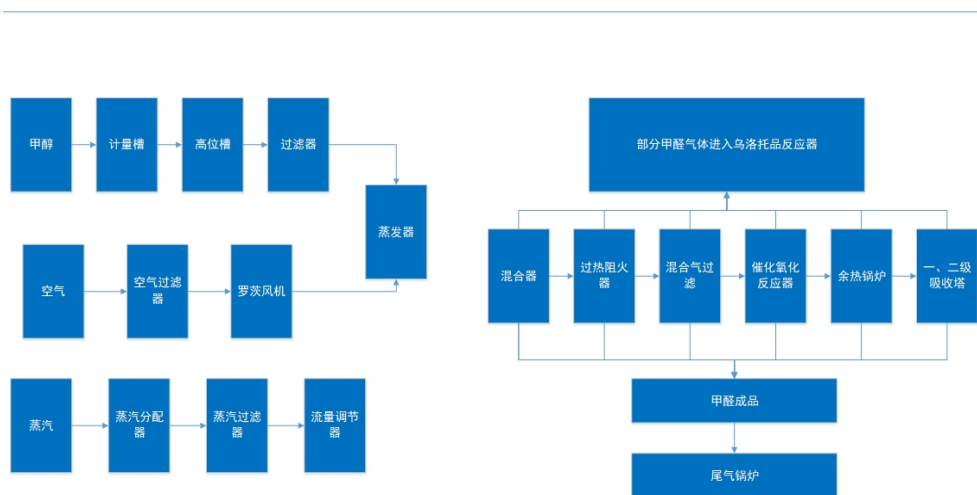 甲醇
计量槽
高位槽
过滤器
蒸发器
空气
空气过滤
器
罗茨风机
蒸汽
蒸汽分配
器
蒸汽过滤
器
流量调节
器
部分甲醛气体进入乌洛托品反应器
混合器
过热阻火
器
混合气过
滤
催化氧化
反应器
余热锅炉
一、二级
吸收塔
甲醛成品
尾气锅炉